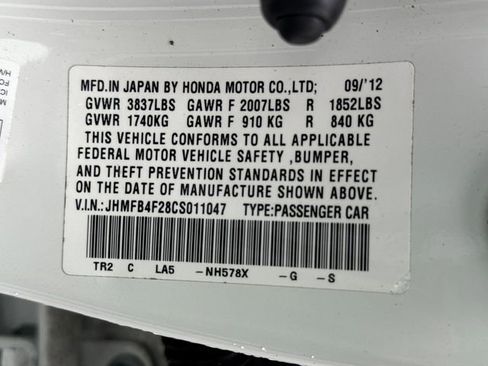 MFD.IN JAPAN BY HONDA MOTOR CO.,LTD; 09/'12
GVWR 3837LBS GAWR F 2007LBS R 1852LBS
GVWR 1740KG GAWR F 910 KG R 840 KG
THIS VEHICLE CONFORMS TO ALL APPLICABLE
FEDERAL MOTOR VEHICLE SAFETY ,BUMPER,
AND THEFT PREVENTION STANDARDS IN EFFECT
ON THE DATE OF MANUFACTURE SHOWN ABOVE.
V.I.N.:JHMFB4F28CS011047 TYPE:PASSENGER CAR
TR2 C LA5 -NH578X -G -S